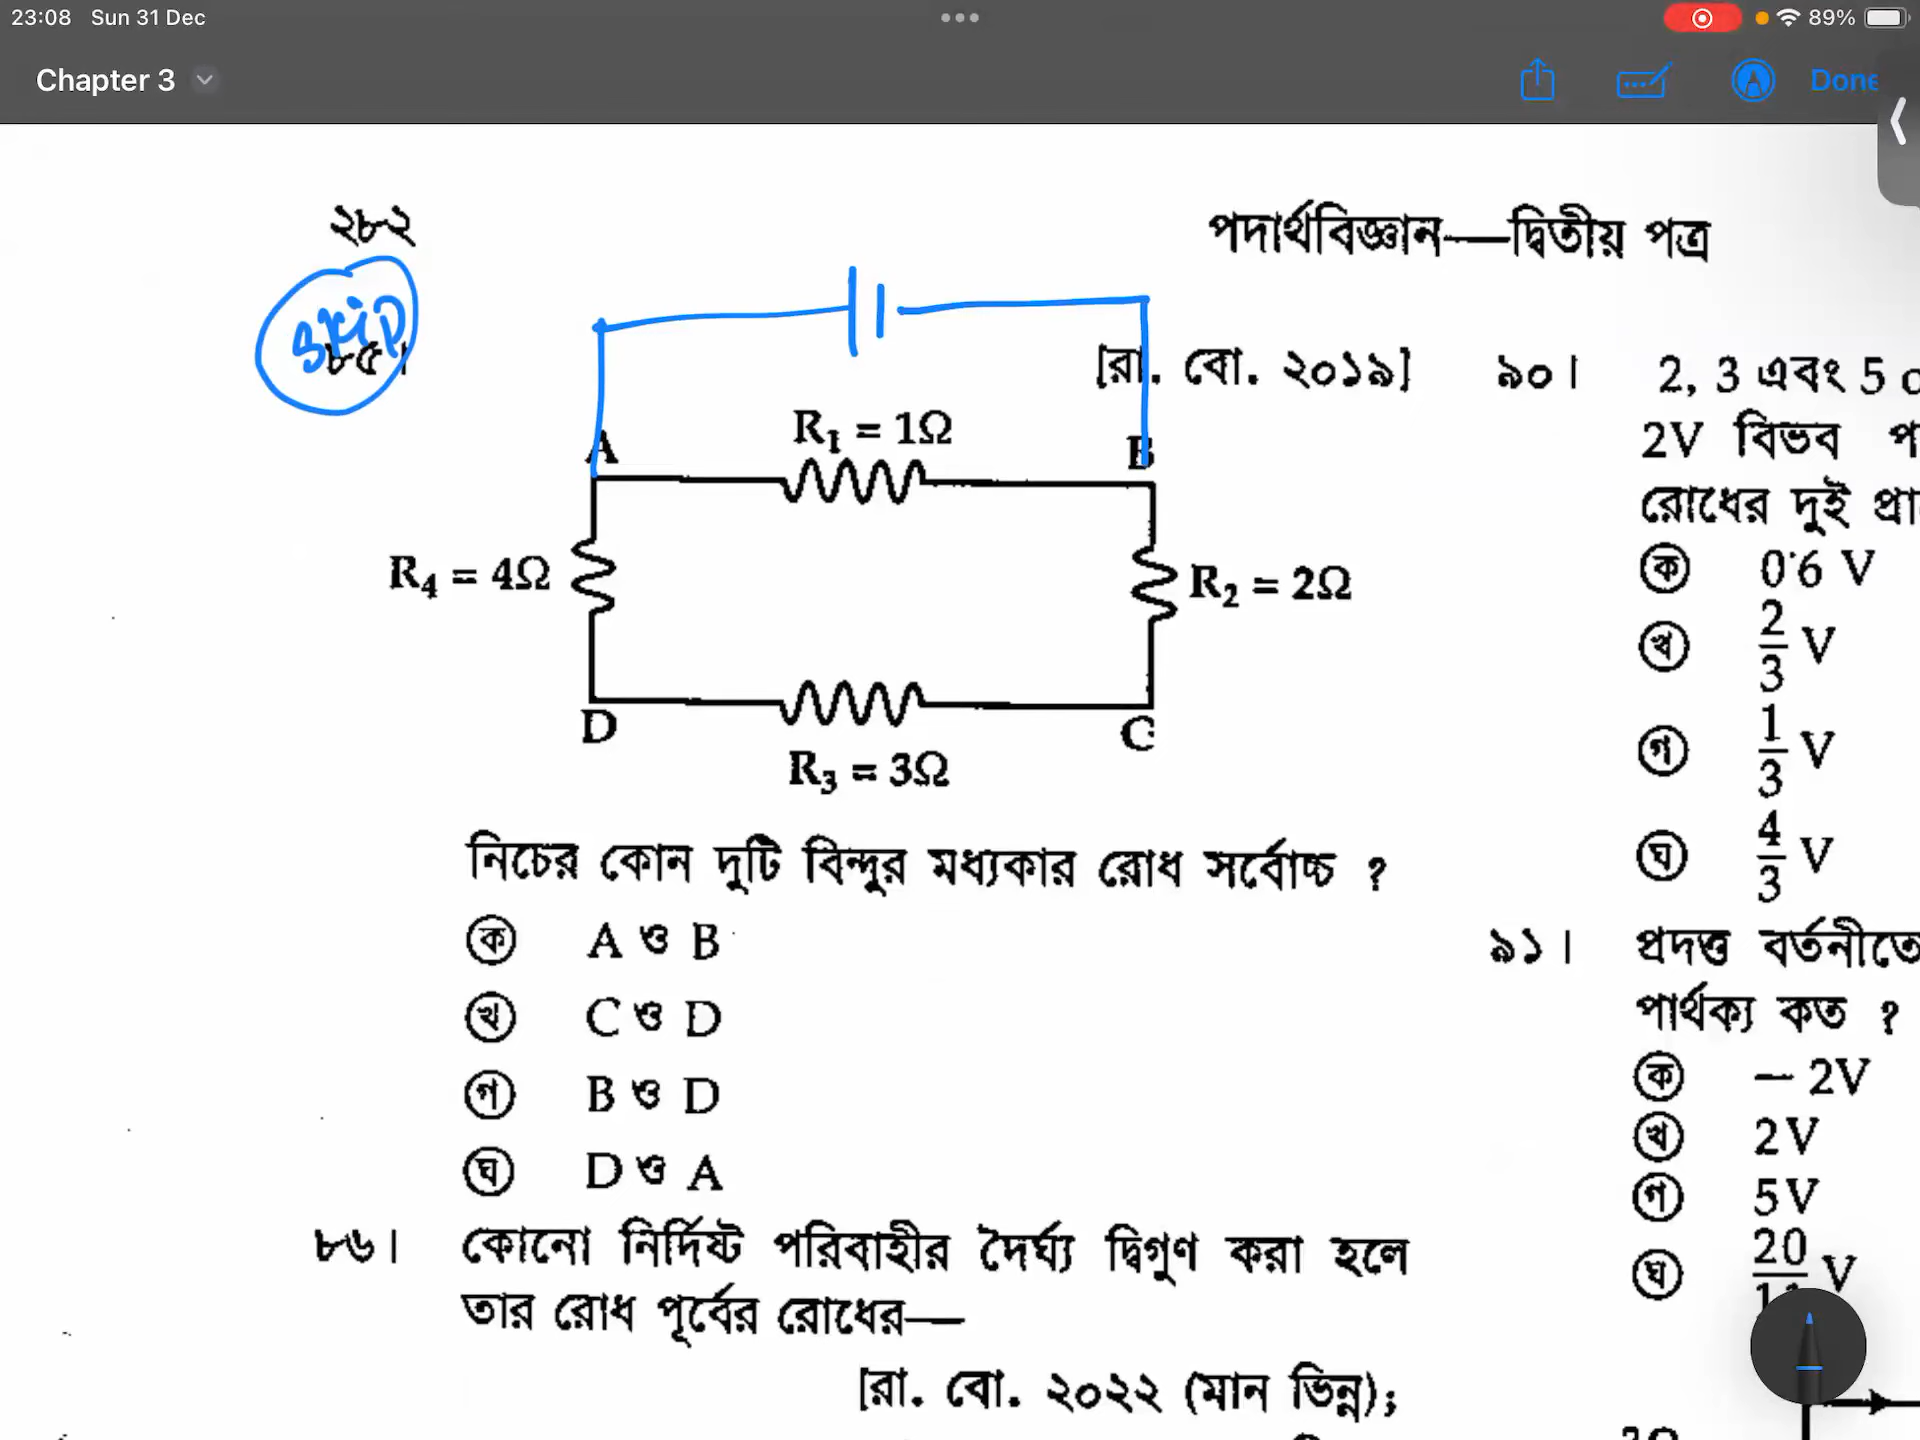 23:08 Sun 31 Dec
89%
Chapter 3
Done
২৮২
পদার্থবিজ্ঞান—দ্বিতীয় পত্র
skip
৮৫।
[রা. বো. ২০১৯]
R₁ = 1Ω
A
B
R₄ = 4Ω
R₂ = 2Ω
D
C
R₃ = 3Ω
নিচের কোন দুটি বিন্দুর মধ্যকার রোধ সর্বোচ্চ ?
ক A ও B
খ C ও D
গ B ও D
ঘ D ও A
৮৬। কোনো নির্দিষ্ট পরিবাহীর দৈর্ঘ্য দ্বিগুণ করা হলে
তার রোধ পূর্বের রোধের—
[রা. বো. ২০২২ (মান ভিন্ন);
৯০। 2, 3 এবং 5
2V বিভব
রোধের দুই
ক 0·6 V
খ 2/3 V
গ 1/3 V
ঘ 4/3 V
৯১। প্রদত্ত বর্তনীতে
পার্থক্য কত ?
ক – 2V
খ 2V
গ 5V
ঘ V